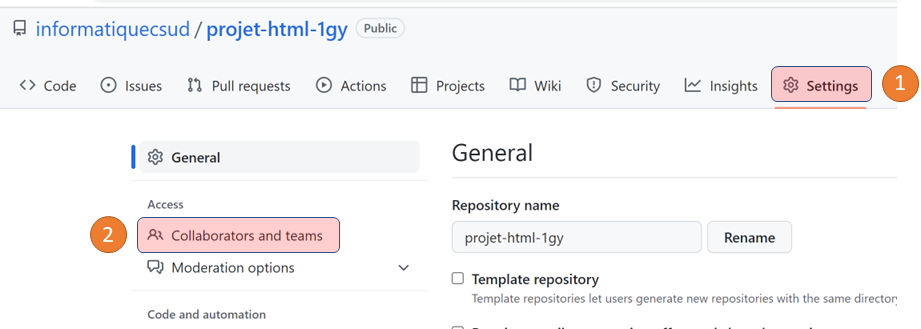 informatiquecsud / projet-html-1gy Public
Code Issues Pull requests Actions Projects Wiki Security Insights Settings 1
General
General
Access
Repository name
2 Collaborators and teams
projet-html-1gy Rename
Moderation options
Template repository
Template repositories let users generate new repositories with the same directory
Code and automation